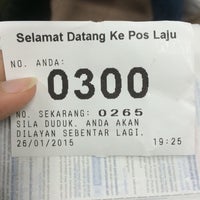 Selamat Datang Ke Pos Laju
NO. ANDA:
0300
NO. SEKARANG: 0265
SILA DUDUK. ANDA AKAN
DILAYAN SEBENTAR LAGI.
26/01/2015 19:25